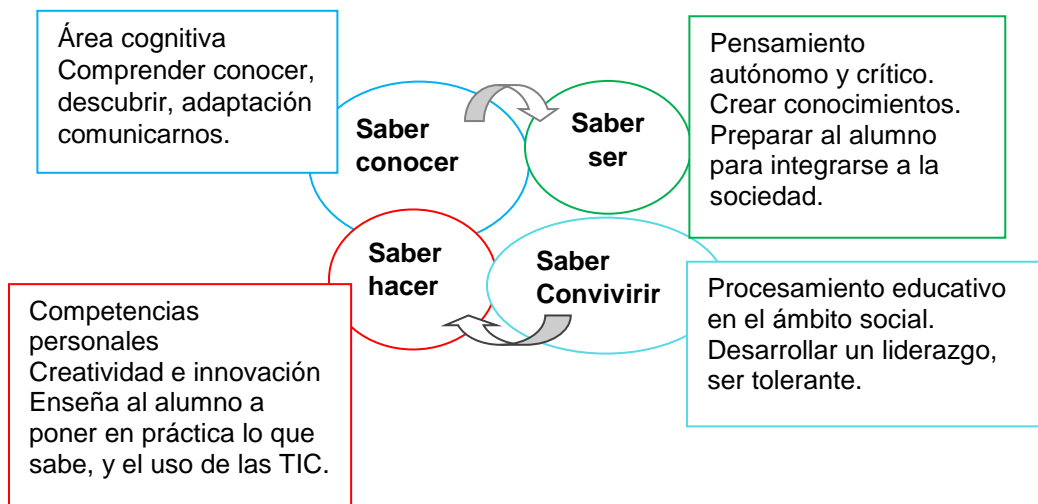 Área cognitiva
Comprender conocer,
descubrir, adaptación
comunicarnos.
Saber
conocer
Saber
ser
Pensamiento
autónomo y crítico.
Crear conocimientos.
Preparar al alumno
para integrarse a la
sociedad.
Saber
hacer
Saber
Convivirir
Competencias
personales
Creatividad e innovación
Enseña al alumno a
poner en práctica lo que
sabe, y el uso de las TIC.
Procesamiento educativo
en el ámbito social.
Desarrollar un liderazgo,
ser tolerante.